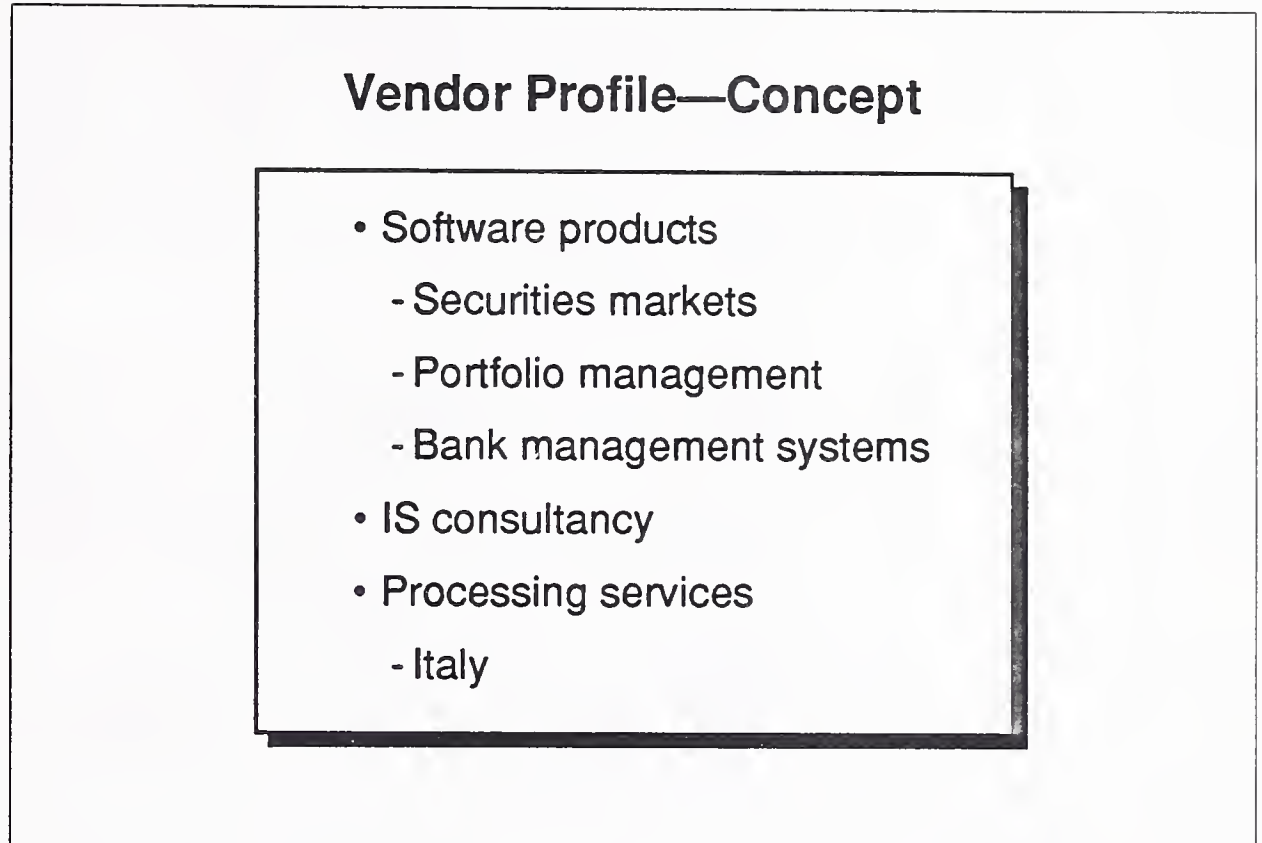 Vendor Profile—Concept
• Software products
- Securities markets
- Portfolio management
- Bank management systems
• IS consultancy
• Processing services
- Italy